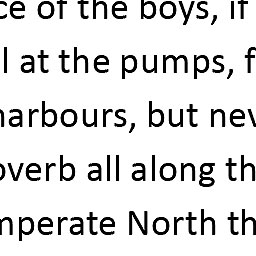 ce of the boys, if
l at the pumps, f
harbours, but nev
overb all along th
mperate North th